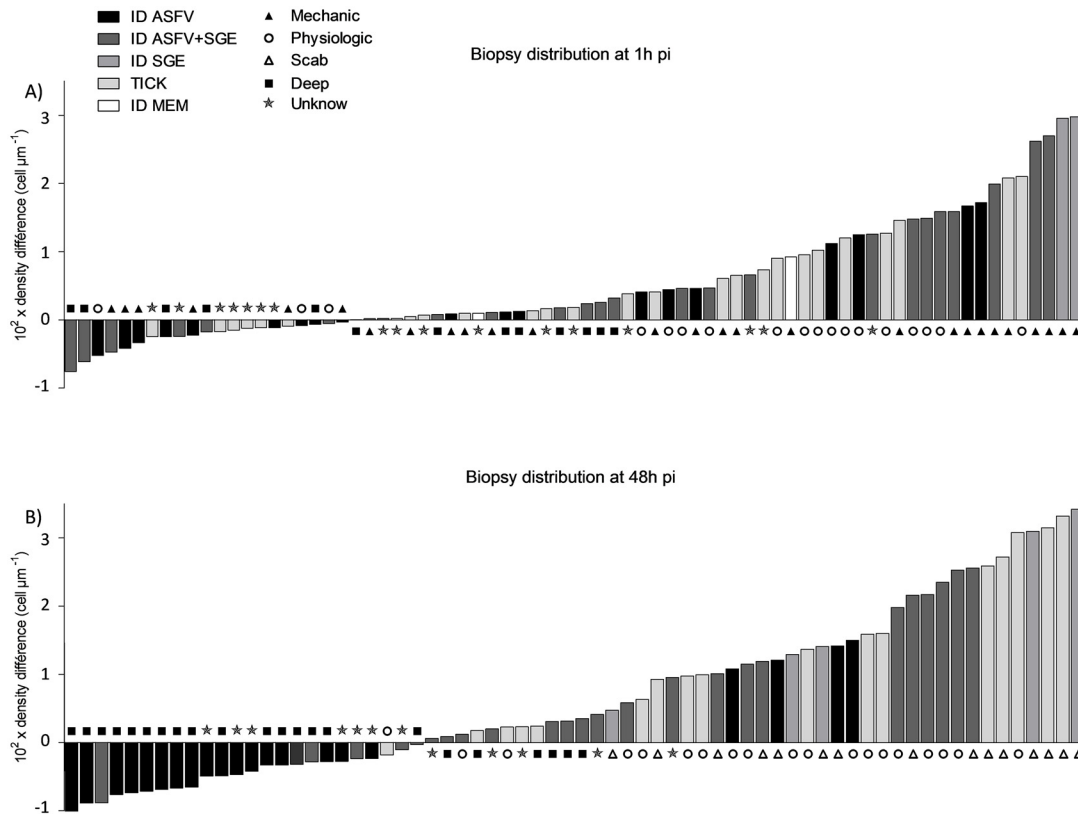 ID ASFV
ID ASFV+SGE
ID SGE
TICK
ID MEM
Mechanic
Physiologic
Scab
Deep
Unknow
Biopsy distribution at 1h pi
A)
10² x density différence (cell µm⁻¹)
3
2
1
0
-1
Biopsy distribution at 48h pi
B)
10² x density différence (cell µm⁻¹)
3
2
1
0
-1